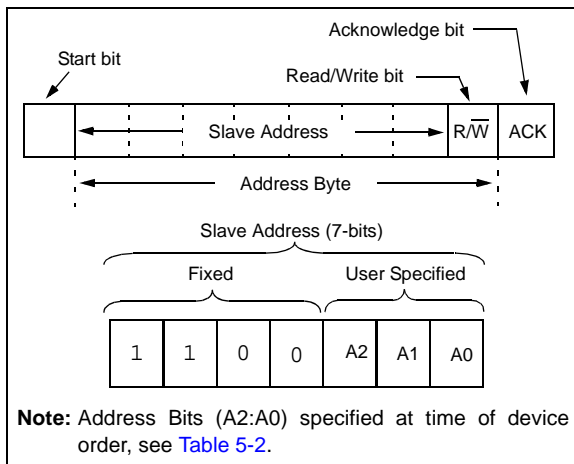 Acknowledge bit
Start bit
Read/Write bit
Slave Address
R/W̅
ACK
Address Byte
Slave Address (7-bits)
Fixed
User Specified
1 1 0 0 A2 A1 A0
Note: Address Bits (A2:A0) specified at time of device
order, see Table 5-2.